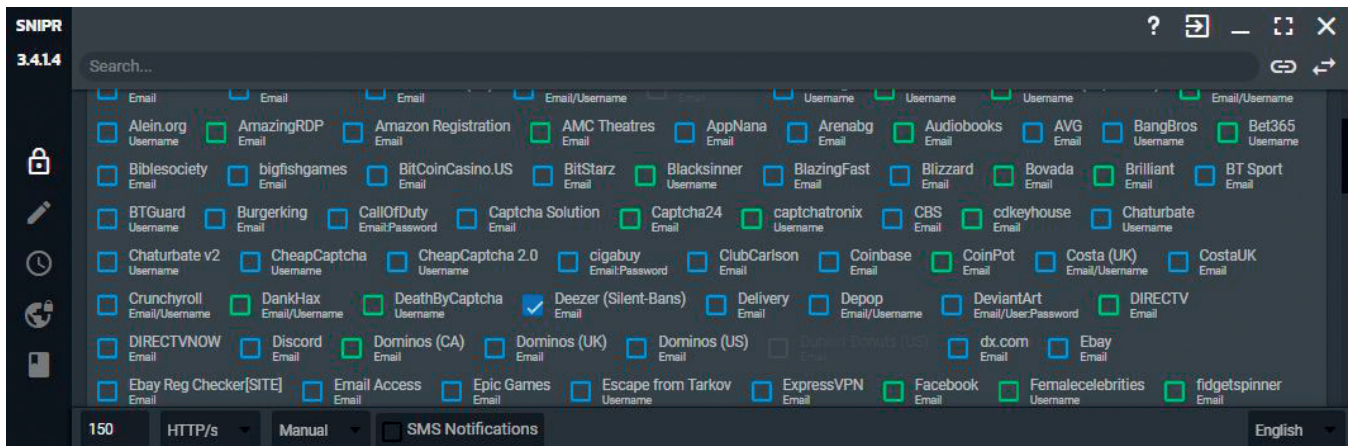 SNIPR ?
3.4.1.4 Search...
Email Email Email Email/Username Username Username Username Email/Username
Alein.org AmazingRDP Amazon Registration AMC Theatres AppNana Arenabg Audiobooks AVG BangBros Bet365
Username Email Email Email Email Email Email Email Username Username
Biblesociety bigfishgames BitCoinCasino.US BitStarz Blacksinner BlazingFast Blizzard Bovada Brilliant BT Sport
Email Email Email Email Username Email Email Email Email Email
BTGuard Burgerking CallOfDuty Captcha Solution Captcha24 captchatronix CBS cdkeyhouse Chaturbate
Username Email Email:Password Email Email Username Email Email Username
Chaturbate v2 CheapCaptcha CheapCaptcha 2.0 cigabuy ClubCarlson Coinbase CoinPot Costa (UK) CostaUK
Username Username Username Email:Password Email Email Email Email/Username Email
Crunchyroll DankHax DeathByCaptcha Deezer (Silent-Bans) Delivery Depop DeviantArt DIRECTV
Email/Username Email/Username Username Email Email Email/Username Email/User:Password Email
DIRECTVNOW Discord Dominos (CA) Dominos (UK) Dominos (US) Dunkin Donuts (US) dx.com Ebay
Email Email Email Email Email Email Email Email
Ebay Reg Checker[SITE] Email Access Epic Games Escape from Tarkov ExpressVPN Facebook Femalecelebrities fidgetspinner
Email Email Email Username Email Email Username Email
150 HTTP/s Manual SMS Notifications English